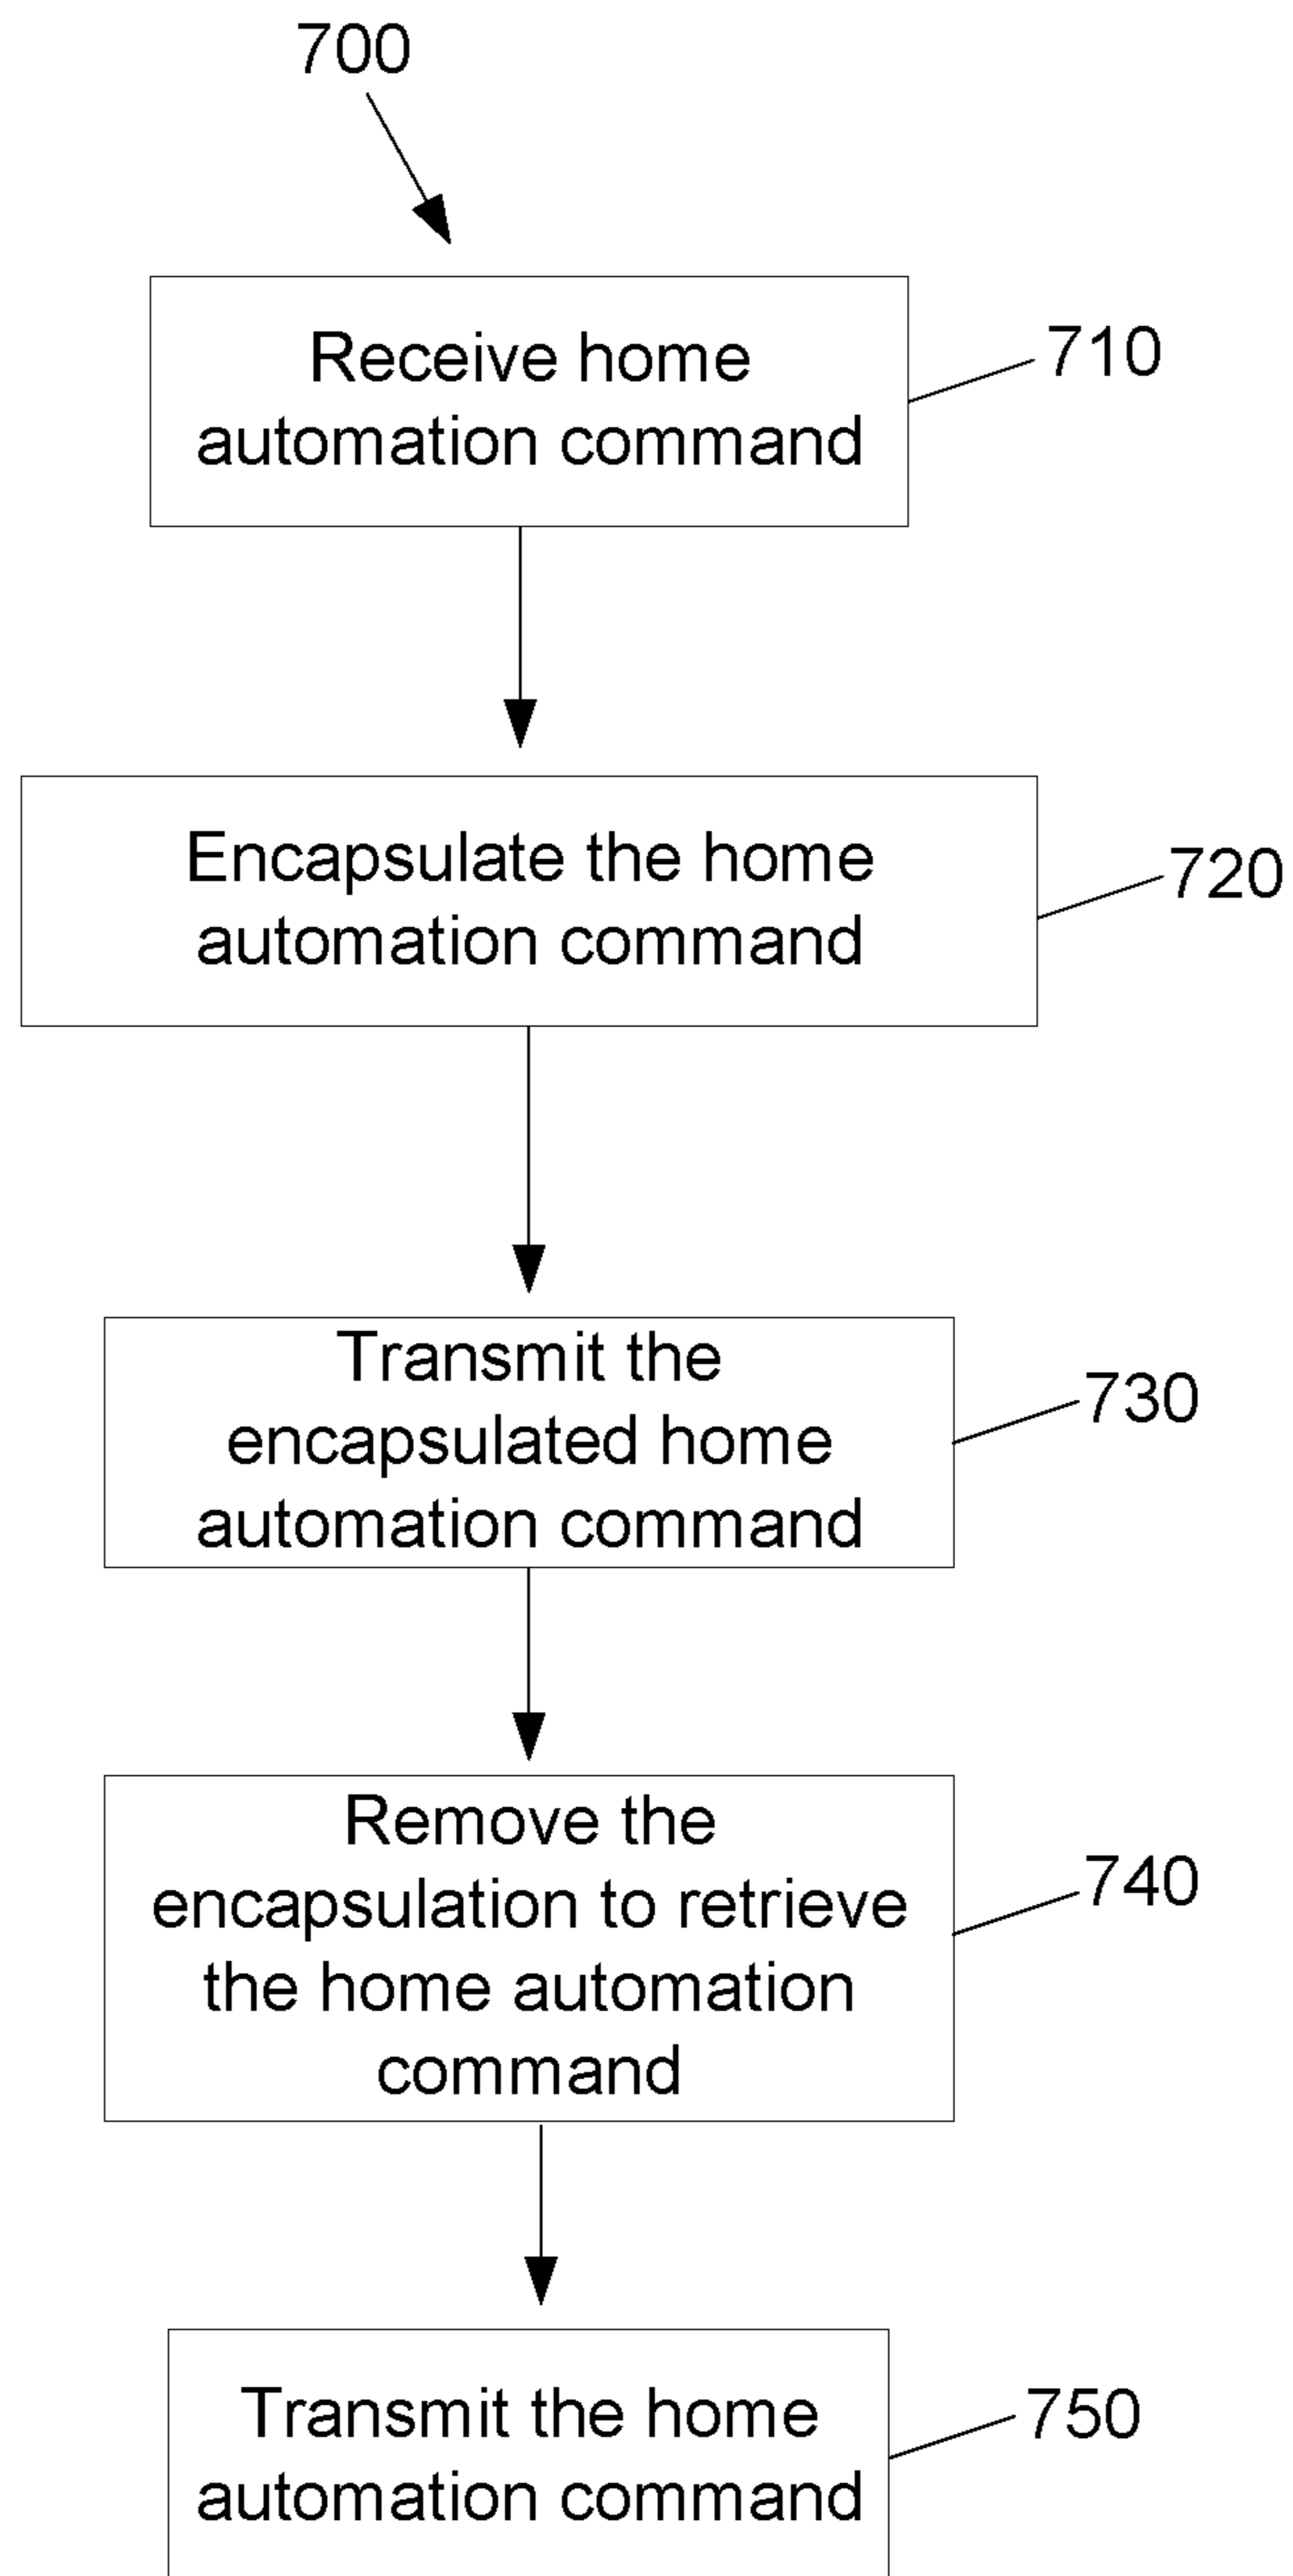 700
Receive home
automation command
710
Encapsulate the home
automation command
720
Transmit the
encapsulated home
automation command
730
Remove the
encapsulation to retrieve
the home automation
command
740
Transmit the home
automation command
750